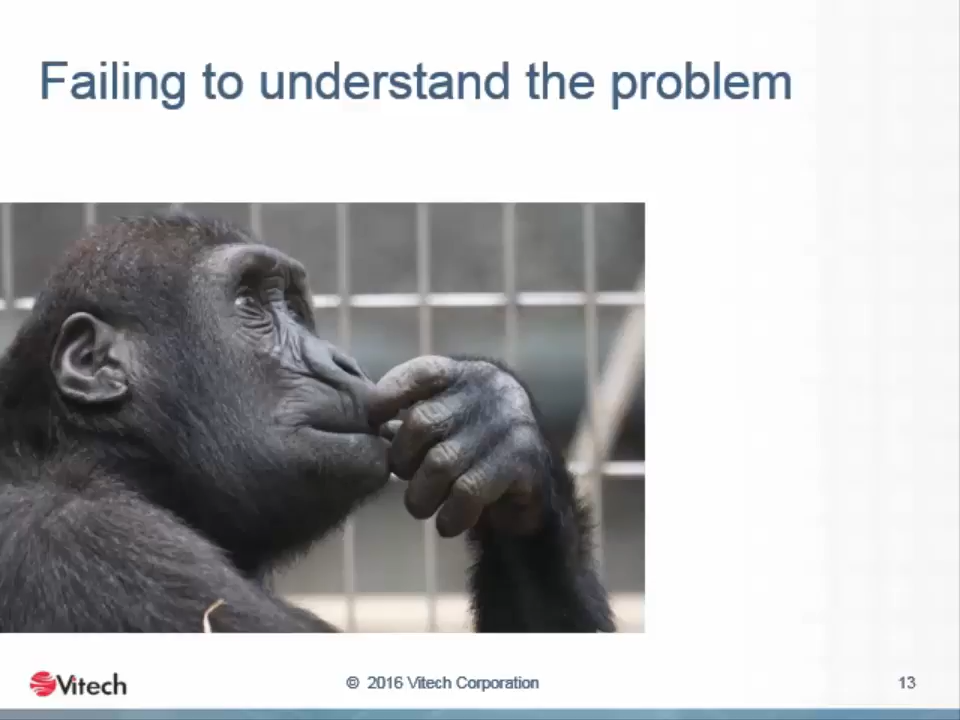 Failing to understand the problem
Vitech
© 2016 Vitech Corporation
13